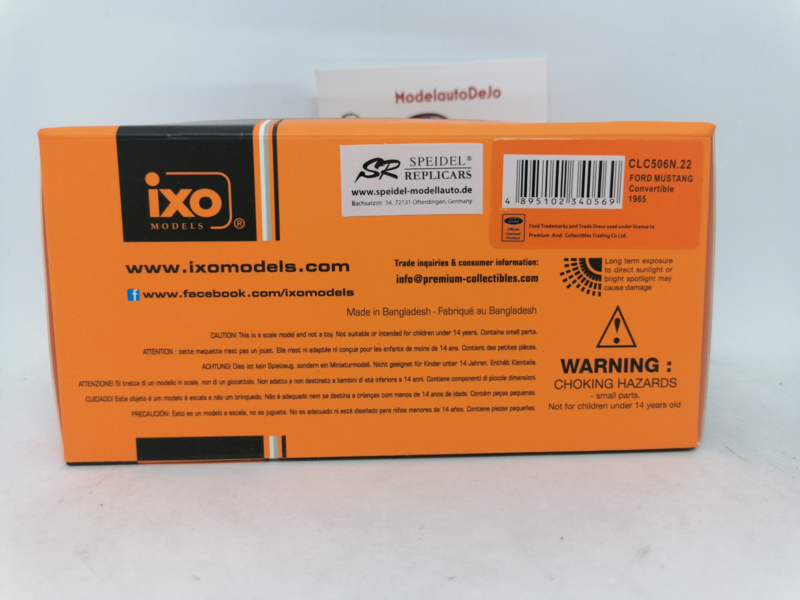 ModelautoDeJo
ixo
MODELS
®
SR SPEIDEL®
REPLICARS
www.speidel-modellauto.de
Bachsatzstr. 54, 72131 Ofterdingen, Germany
4 895102 340569
CLC506N.22
FORD MUSTANG
Convertible
1965
Ford
Official
Licensed
Product
Ford Trademarks and Trade Dress used under license to
Premium And Collectibles Trading Co Ltd.
www.ixomodels.com
f www.facebook.com/ixomodels
Trade inquiries & consumer information:
info@premium-collectibles.com
Long term exposure
to direct sunlight or
bright spotlight may
cause damage
Made in Bangladesh - Fabriqué au Bangladesh
CAUTION! This is a scale model and not a toy. Not suitable or intended for children under 14 years. Contains small parts.
ATTENTION : cette maquette n'est pas un jouet. Elle n'est ni adaptée ni conçue pour les enfants de moins de 14 ans. Contient des petites pièces.
ACHTUNG! Dies ist kein Spielzeug, sondern ein Miniaturmodell. Nicht geeignet für Kinder unter 14 Jahren. Enthält Kleinteile.
ATTENZIONE! Si tratta di un modello in scala, non di un giocattolo. Non adatto a non destinato a bambini di età inferiore a 14 anni. Contiene componenti di piccole dimensioni.
CUIDADO! Este objeto é um modelo à escala e não um brinquedo. Não é adequado nem se destina a crianças com menos de 14 anos de idade. Contém peças pequenas.
PRECAUCIÓN: Esto es un modelo a escala, no es juguete. No es adecuado ni está diseñado para niños menores de 14 años. Contiene piezas pequeñas.
WARNING :
CHOKING HAZARDS
- small parts.
Not for children under 14 years old